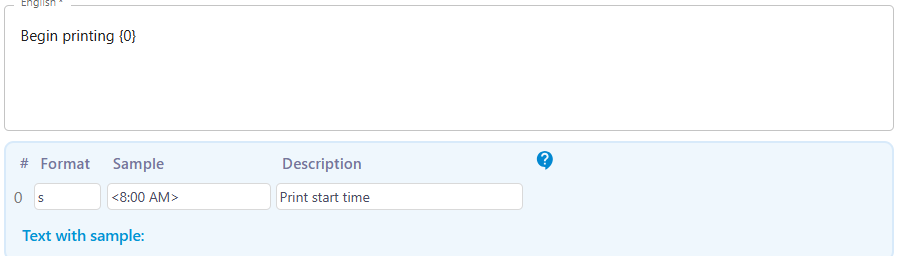 English *
Begin printing {0}
# Format Sample Description ?
0 s <8:00 AM> Print start time
Text with sample: